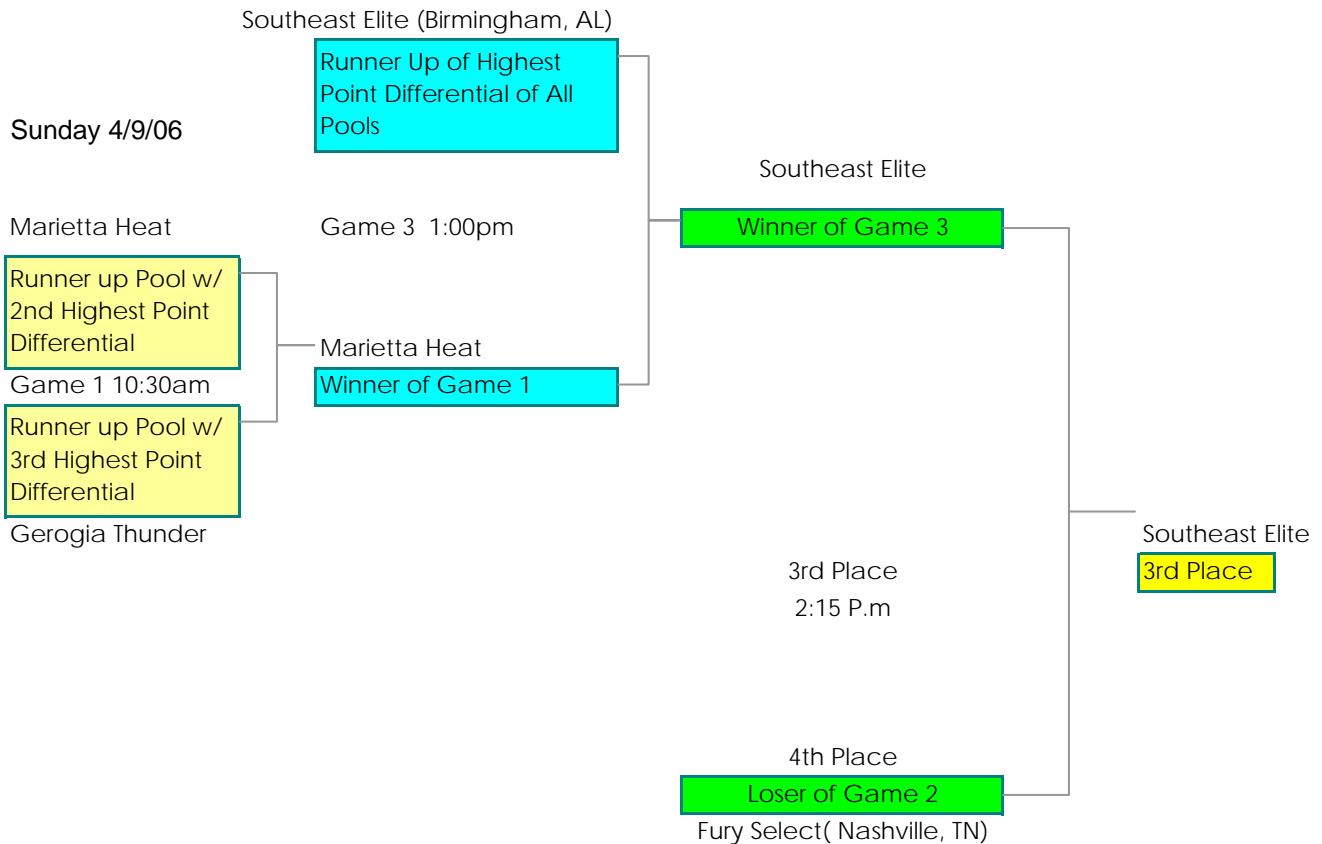 Southeast Elite (Birmingham, AL)
Runner Up of Highest
Point Differential of All
Pools
Sunday 4/9/06
Southeast Elite
Marietta Heat
Game 3  1:00pm
Winner of Game 3
Runner up Pool w/
2nd Highest Point
Differential
Marietta Heat
Game 1 10:30am
Winner of Game 1
Runner up Pool w/
3rd Highest Point
Differential
Gerogia Thunder
Southeast Elite
3rd Place
3rd Place
2:15 P.m
4th Place
Loser of Game 2
Fury Select( Nashville, TN)